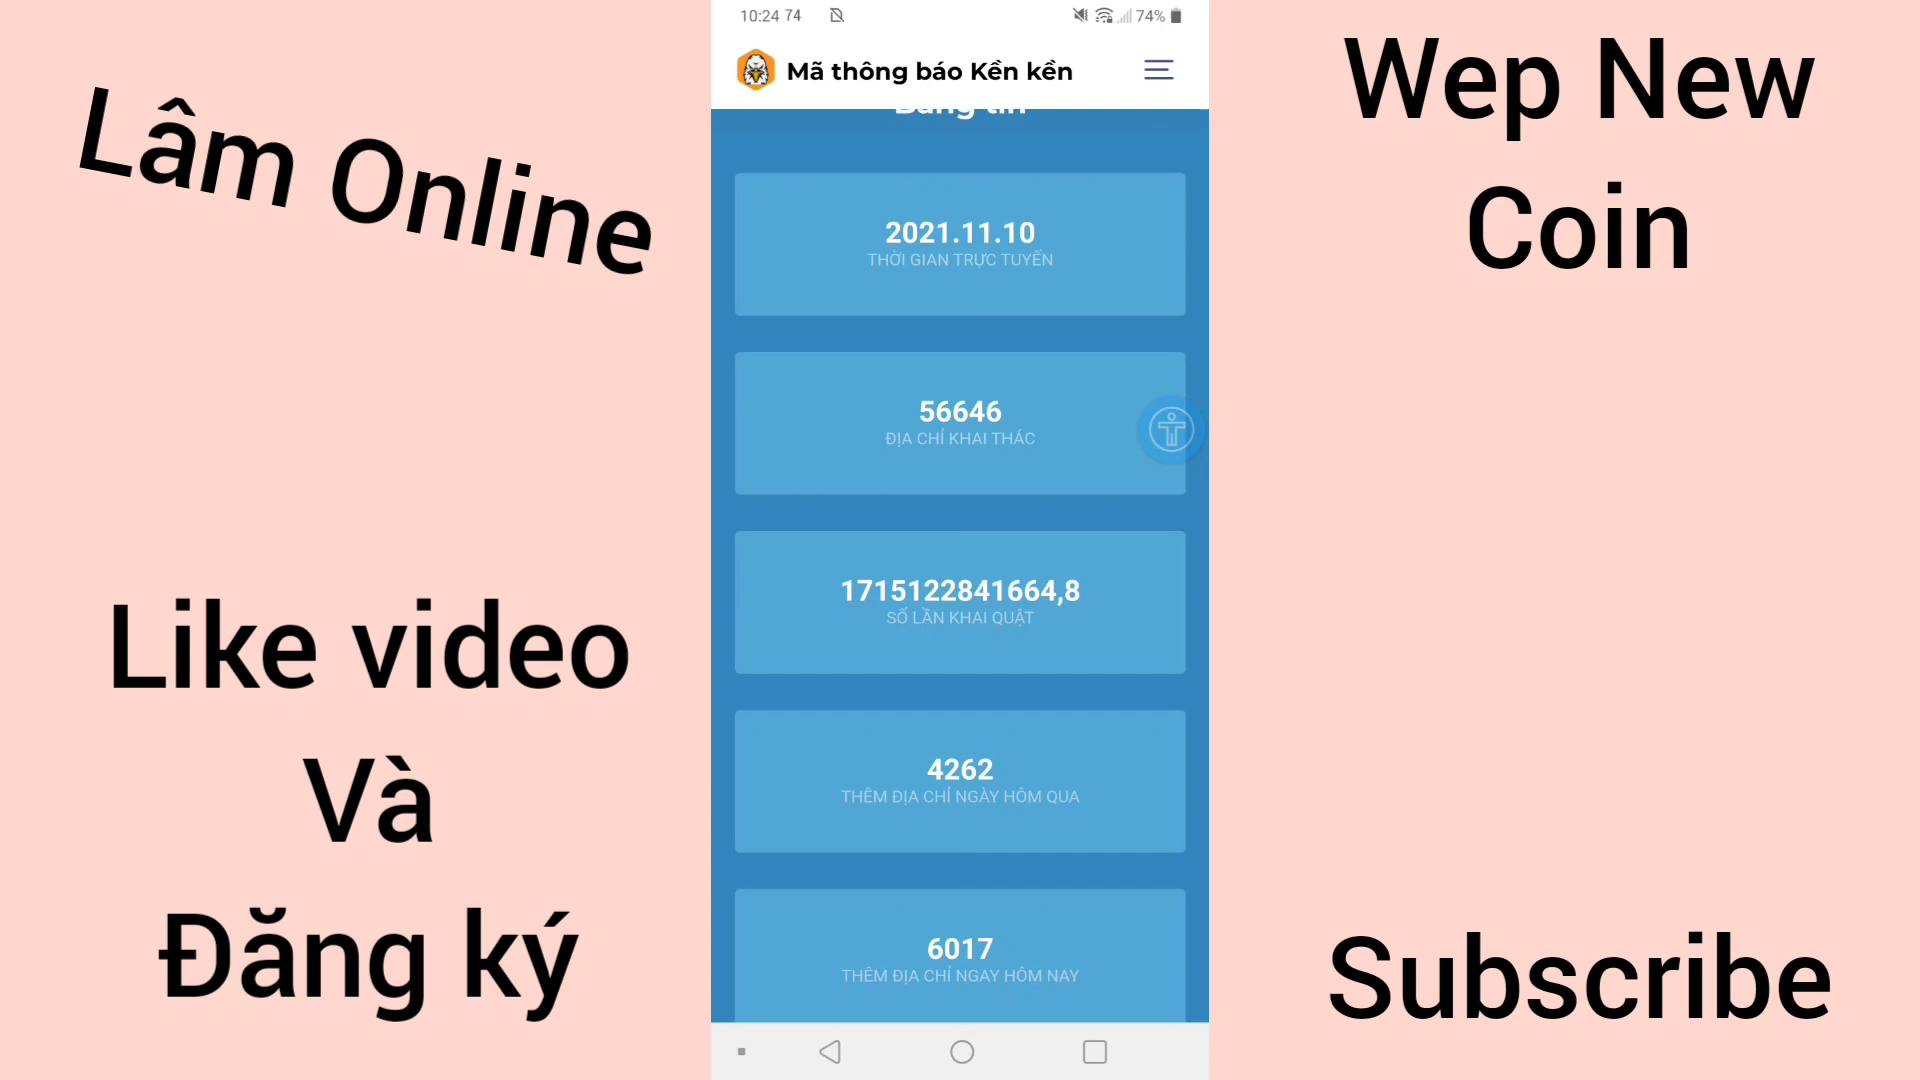 Lâm Online
Like video
Và
Đăng ký
10:24 74
74%
Mã thông báo Kền kền
Bảng tin
2021.11.10
THỜI GIAN TRỰC TUYẾN
56646
ĐỊA CHỈ KHAI THÁC
1715122841664,8
SỐ LẦN KHAI QUẬT
4262
THÊM ĐỊA CHỈ NGÀY HÔM QUA
6017
THÊM ĐỊA CHỈ NGAY HÔM NAY
Wep New
Coin
Subscribe